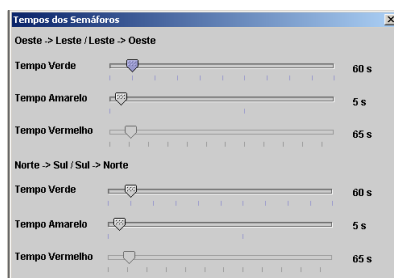 Tempos dos Semáforos
Oeste -> Leste / Leste -> Oeste
Tempo Verde 60 s
Tempo Amarelo 5 s
Tempo Vermelho 65 s
Norte -> Sul / Sul -> Norte
Tempo Verde 60 s
Tempo Amarelo 5 s
Tempo Vermelho 65 s